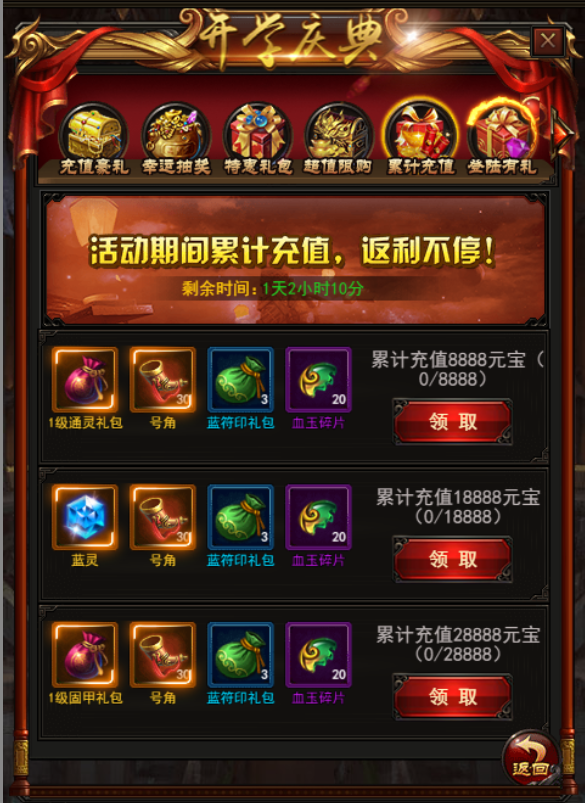 开学庆典
充值豪礼 幸运抽奖 特惠礼包 超值限购 累计充值 登陆有礼
活动期间累计充值，返利不停！
剩余时间：1天2小时10分
累计充值8888元宝（
0/8888）
30 3 20
领取
1级通灵礼包 号角 蓝符印礼包 血玉碎片
累计充值18888元宝
（0/18888）
30 3 20
领取
蓝灵 号角 蓝符印礼包 血玉碎片
累计充值28888元宝
（0/28888）
30 3 20
领取
1级固甲礼包 号角 蓝符印礼包 血玉碎片
返回